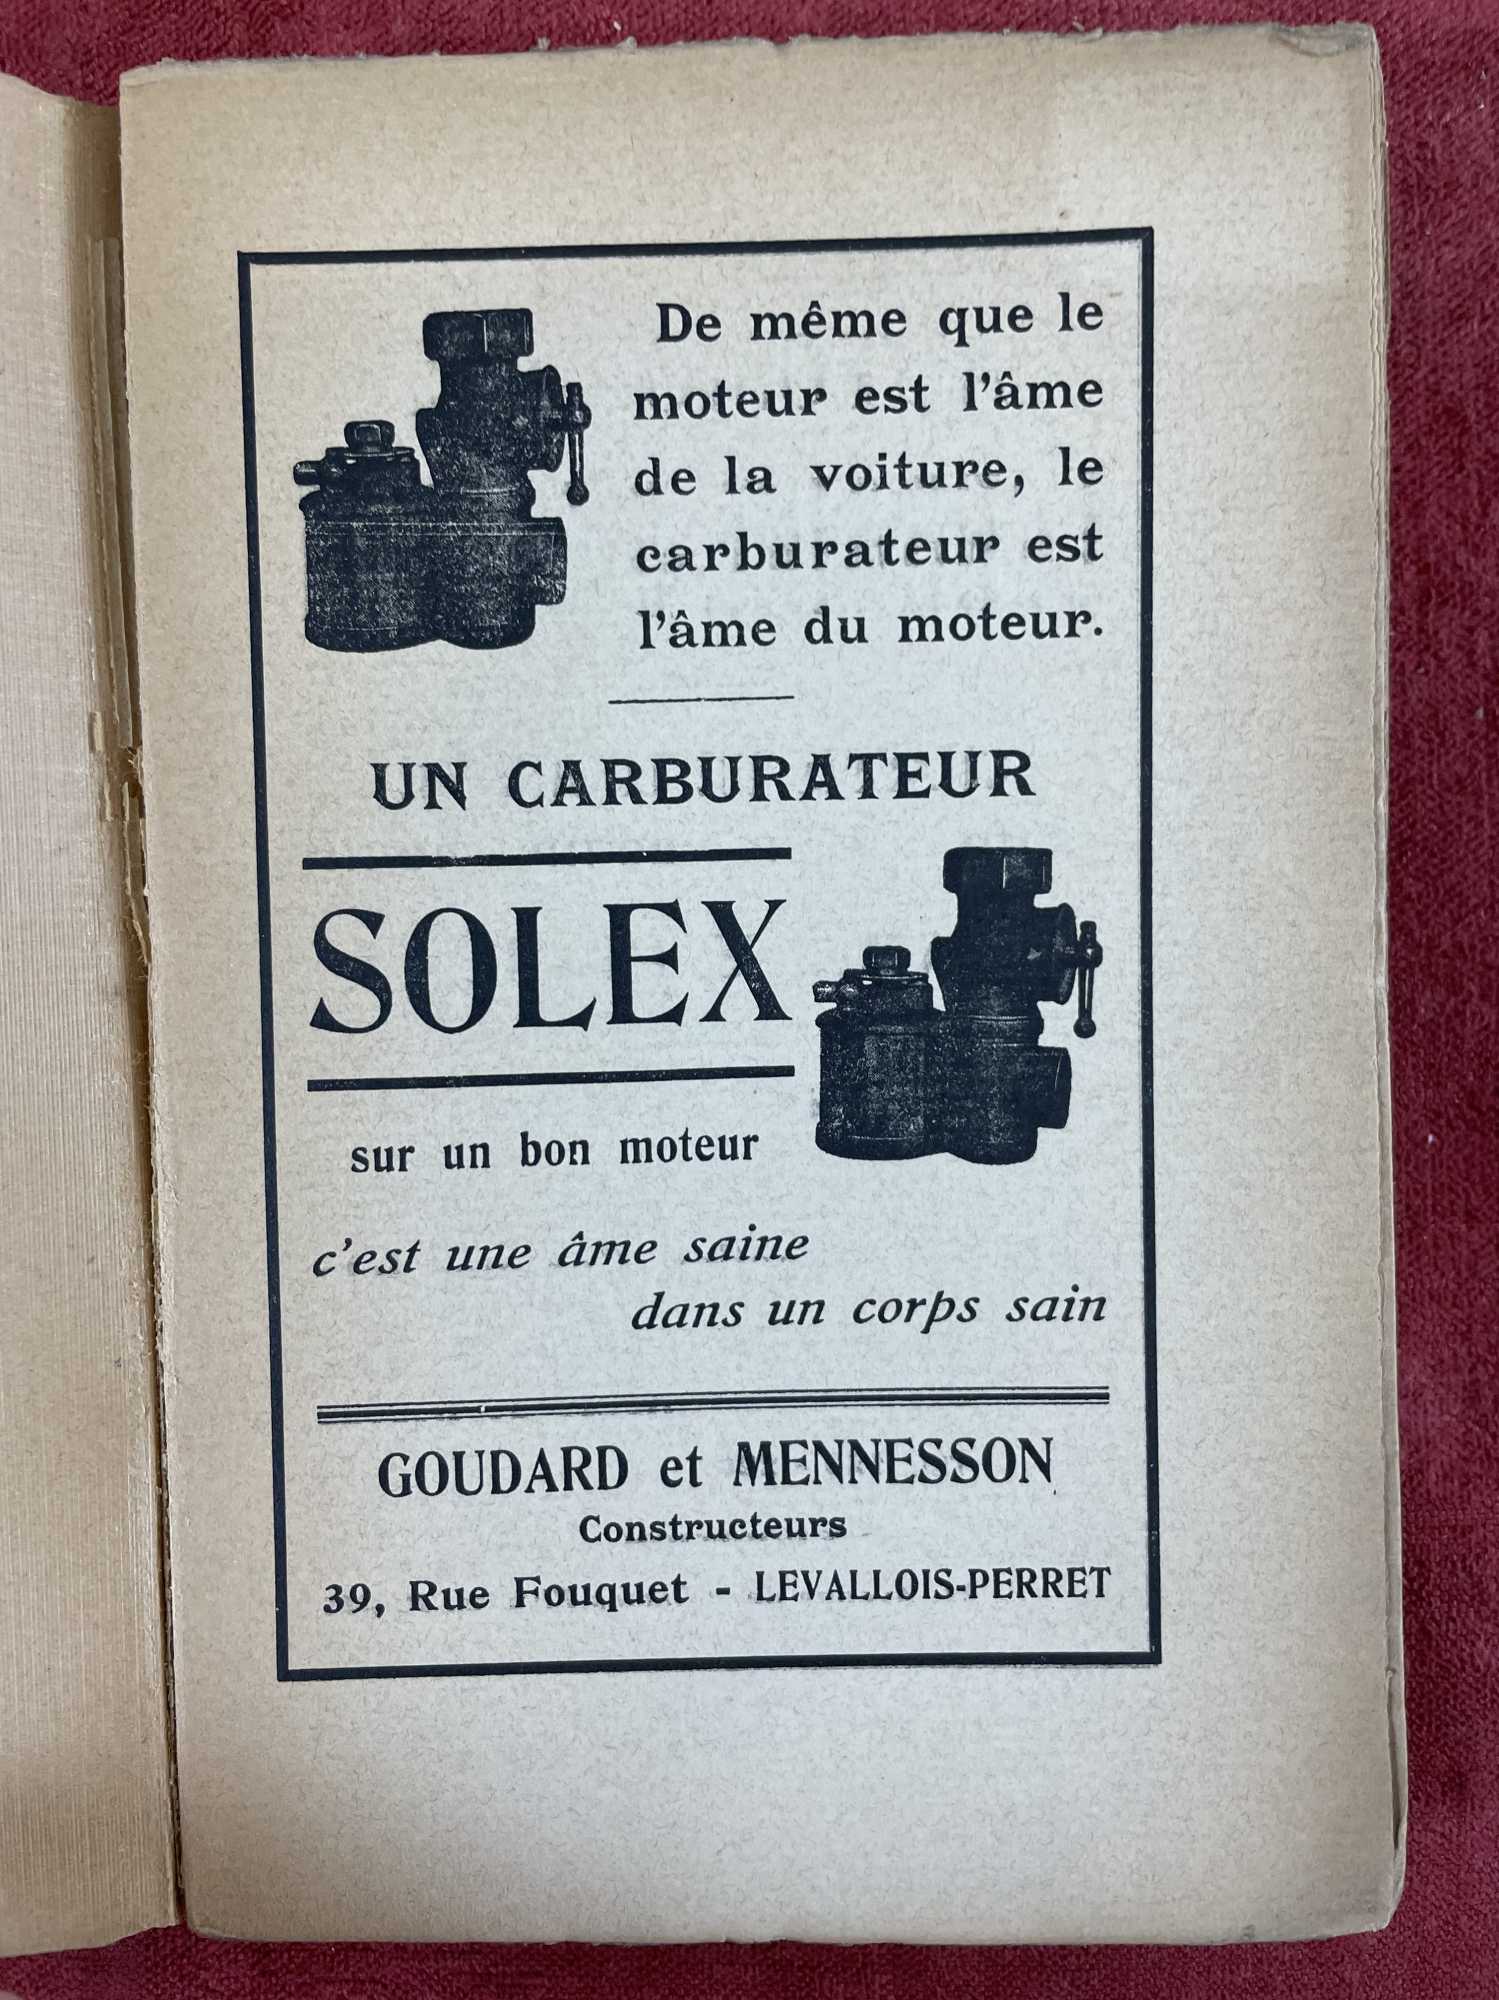 De même que le
moteur est l'âme
de la voiture, le
carburateur est
l'âme du moteur.
UN CARBURATEUR
SOLEX
sur un bon moteur
c'est une âme saine
dans un corps sain
GOUDARD et MENNESSON
Constructeurs
39, Rue Fouquet - LEVALLOIS-PERRET